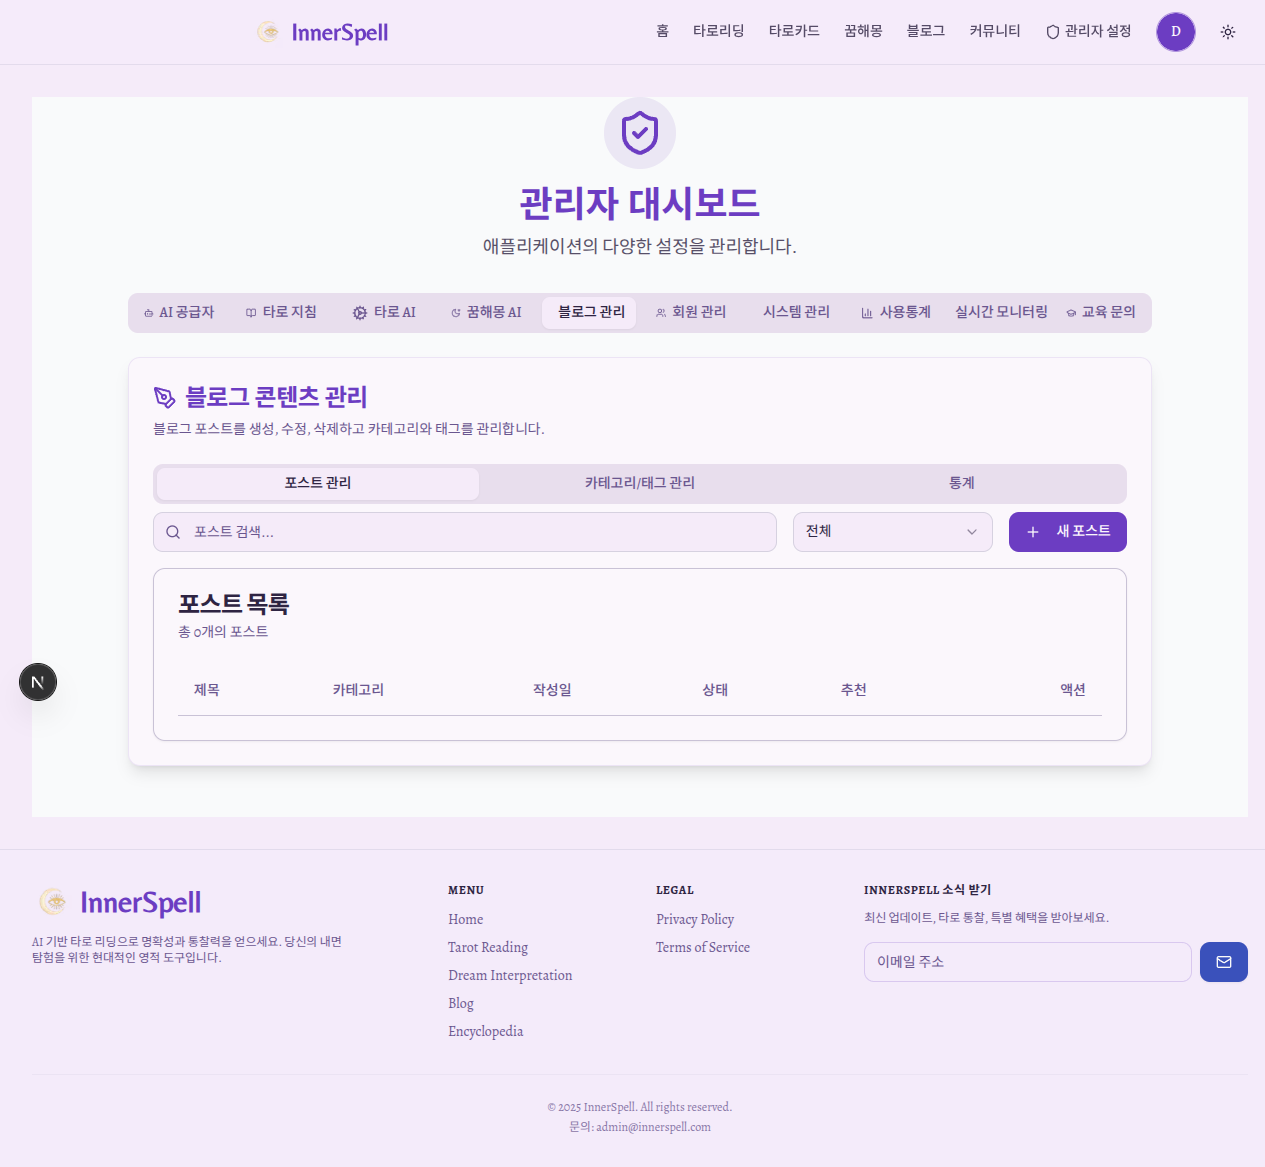 InnerSpell
홈 타로리딩 타로카드 꿈해몽 블로그 커뮤니티 관리자 설정 D
관리자 대시보드
애플리케이션의 다양한 설정을 관리합니다.
AI 공급자 타로 지침 타로 AI 꿈해몽 AI 블로그 관리 회원 관리 시스템 관리 사용통계 실시간 모니터링 교육 문의
블로그 콘텐츠 관리
블로그 포스트를 생성, 수정, 삭제하고 카테고리와 태그를 관리합니다.
포스트 관리 카테고리/태그 관리 통계
포스트 검색... 전체 새 포스트
포스트 목록
총 0개의 포스트
제목 카테고리 작성일 상태 추천 액션
N
InnerSpell
AI 기반 타로 리딩으로 명확성과 통찰력을 얻으세요. 당신의 내면
탐험을 위한 현대적인 영적 도구입니다.
MENU
Home
Tarot Reading
Dream Interpretation
Blog
Encyclopedia
LEGAL
Privacy Policy
Terms of Service
INNERSPELL 소식 받기
최신 업데이트, 타로 통찰, 특별 혜택을 받아보세요.
이메일 주소
© 2025 InnerSpell. All rights reserved.
문의: admin@innerspell.com